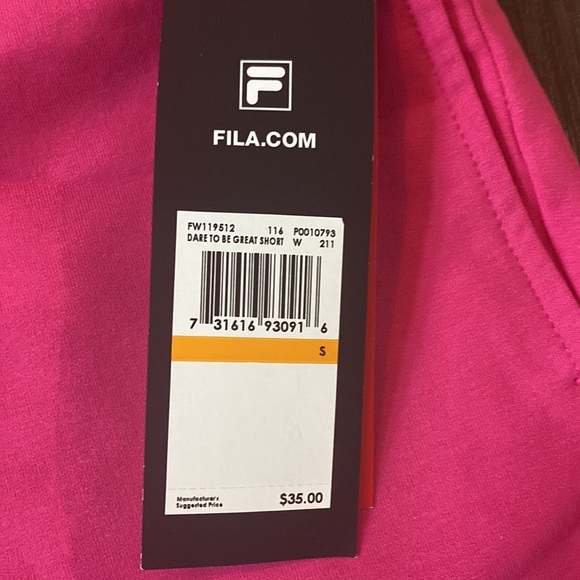 F
FILA.COM
FW119512 116 P0010793
DARE TO BE GREAT SHORT W 211
7 31616 93091 6
S
Manufacturer's
Suggested Price $35.00